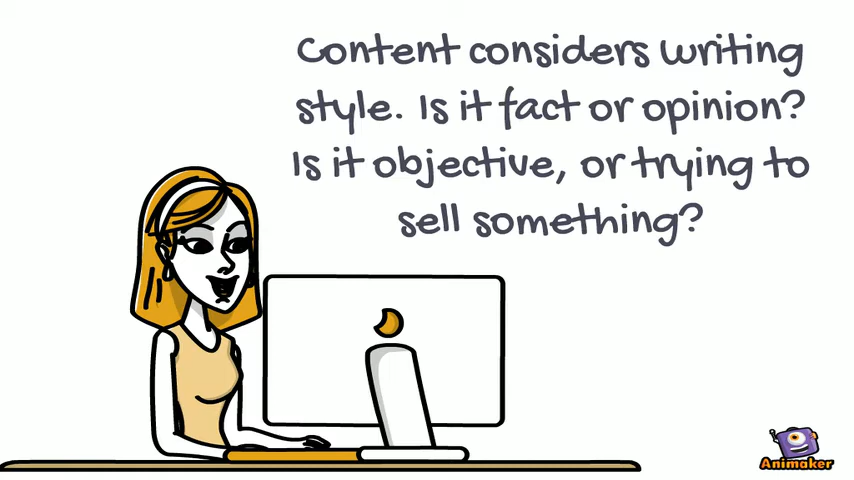 Content considers writing
style. Is it fact or opinion?
Is it objective, or trying to
sell something?
Animaker